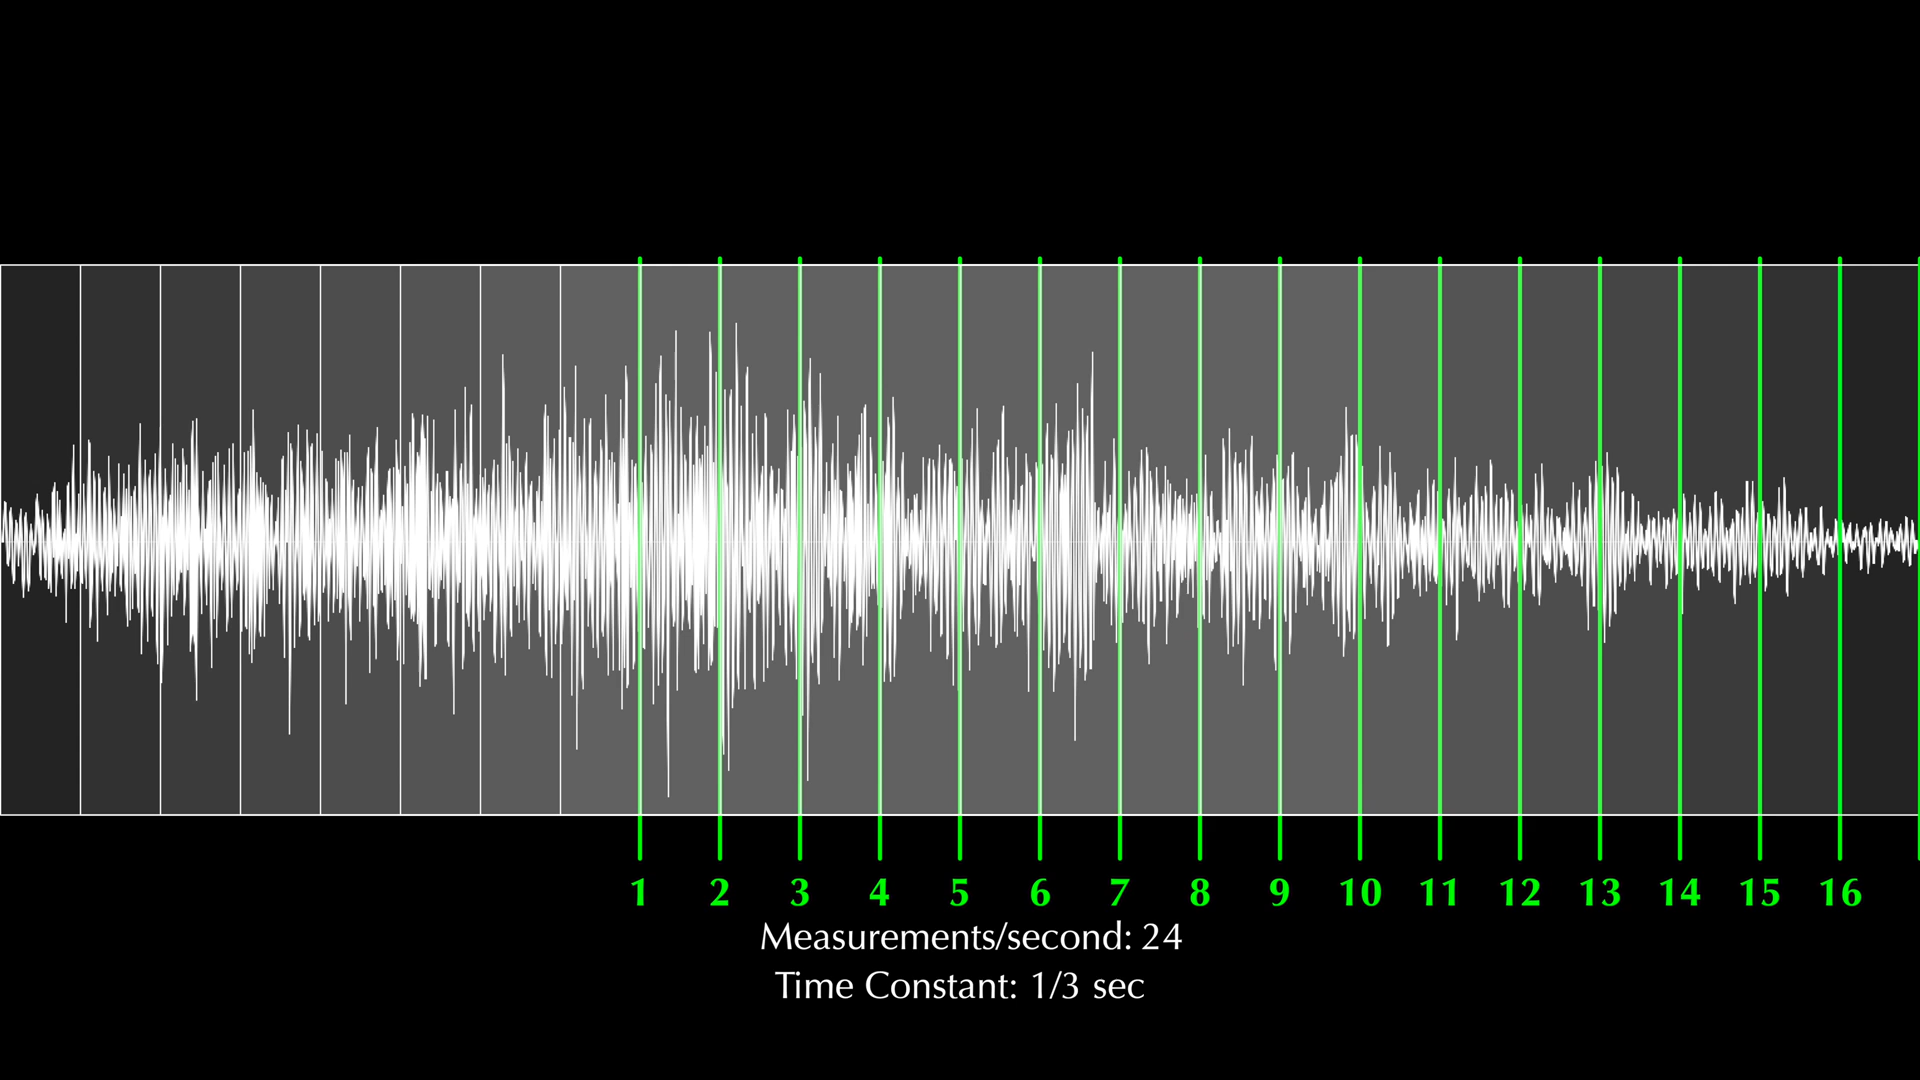 1 2 3 4 5 6 7 8 9 10 11 12 13 14 15 16
Measurements/second: 24
Time Constant: 1/3 sec